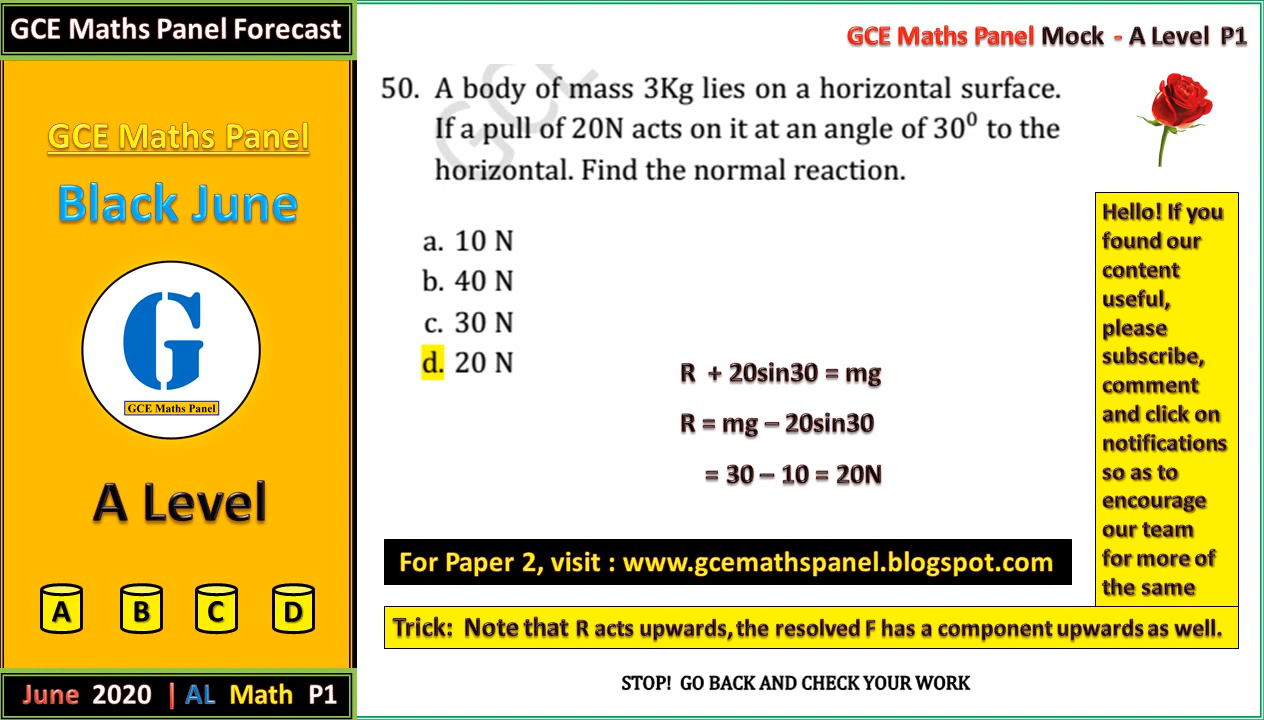 GCE Maths Panel Forecast
GCE Maths Panel
Black June
G
GCE Maths Panel
A Level
A B C D
June 2020 | AL Math P1
GCE Maths Panel Mock - A Level P1
50. A body of mass 3Kg lies on a horizontal surface.
If a pull of 20N acts on it at an angle of 30⁰ to the
horizontal. Find the normal reaction.
a. 10 N
b. 40 N
c. 30 N
d. 20 N
R + 20sin30 = mg
R = mg – 20sin30
= 30 – 10 = 20N
Hello! If you
found our
content
useful,
please
subscribe,
comment
and click on
notifications
so as to
encourage
our team
for more of
the same
For Paper 2, visit : www.gcemathspanel.blogspot.com
Trick: Note that R acts upwards, the resolved F has a component upwards as well.
STOP! GO BACK AND CHECK YOUR WORK
GCE